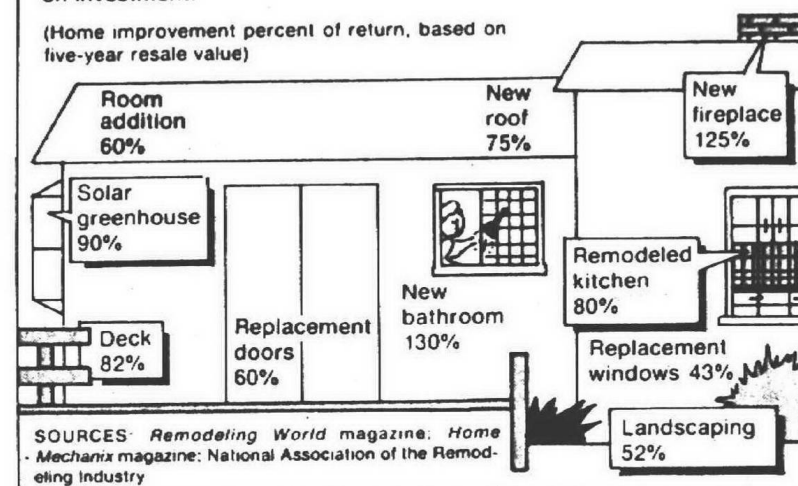 (Home improvement percent of return, based on
five-year resale value)
Room
addition
60%
New
roof
75%
New
fireplace
125%
Solar
greenhouse
90%
Remodeled
kitchen
80%
New
bathroom
130%
Deck
82%
Replacement
doors
60%
Replacement
windows 43%
Landscaping
52%
SOURCES: Remodeling World magazine; Home
Mechanix magazine; National Association of the Remod-
eling Industry